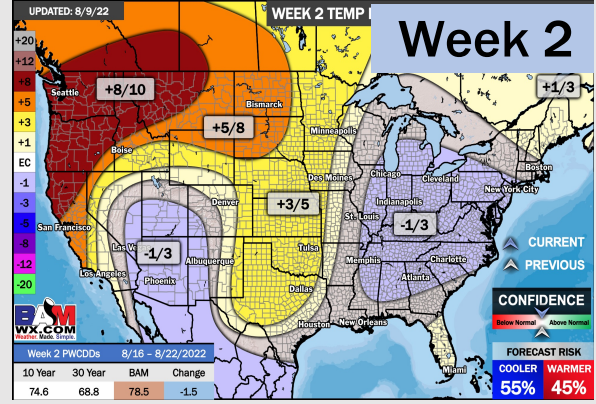 UPDATED: 8/9/22
WEEK 2 TEMP
Week 2
+20
+12
+8
+5
+3
+1
EC
-1
-3
-5
-8
-12
-20
+8/10
+5/8
+3/5
-1/3
-1/3
+1/3
Seattle
Bismarck
Minneapolis
Boise
Boston
Chicago
Cleveland
New York City
Des Moines
Denver
Indianapolis
St. Louis
San Francisco
Las Ve
Albuquerque
Tulsa
Memphis
Charlotte
Los Angeles
Phoenix
Atlanta
Dallas
Houston
New Orleans
Miami
CURRENT
PREVIOUS
CONFIDENCE
Below Normal
Above Normal
BAM
WX.COM
Weather. Made. Simple.
Week 2 PWCDDs 8/16 – 8/22/2022
10 Year 30 Year BAM Change
74.6 68.8 78.5 -1.5
FORECAST RISK
COOLER WARMER
55% 45%